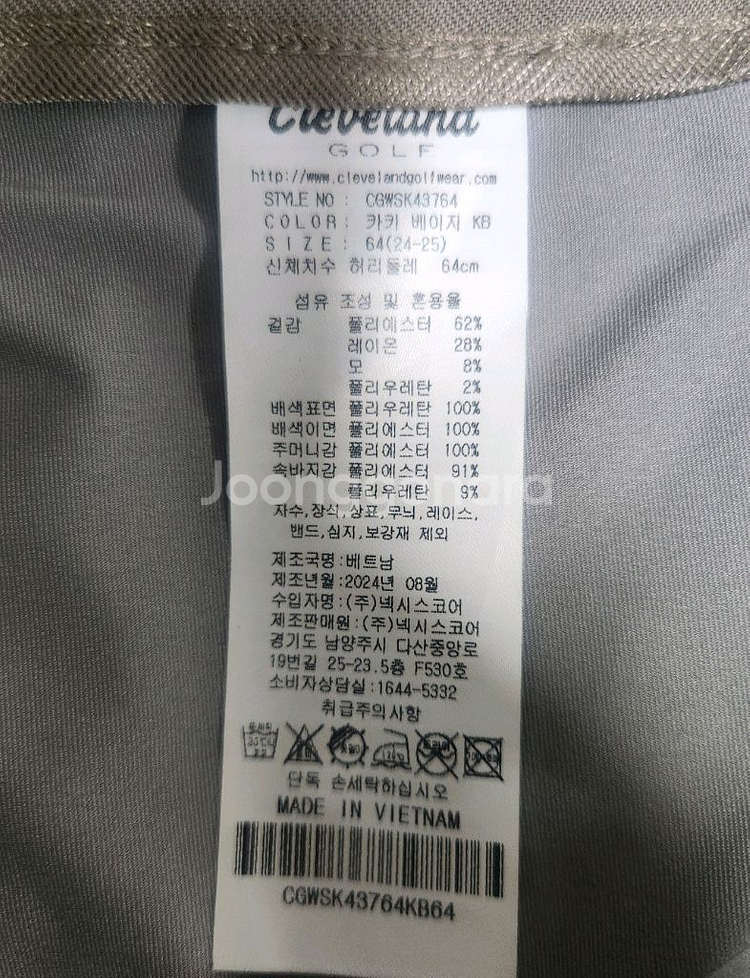 Cleveland
GOLF
http://www.clevelandgolfwear.com
STYLE NO : CGWSK43764
COLOR : 카키 베이지 KB
SIZE : 64(24-25)
신체치수 허리둘레 64cm
섬유 조성 및 혼용율
겉감 폴리에스터 62%
레이온 28%
모 8%
폴리우레탄 2%
배색표면 폴리우레탄 100%
배색이면 폴리에스터 100%
주머니감 폴리에스터 100%
속바지감 폴리에스터 91%
폴리우레탄 9%
Joonggonara
자수,장식,상표,무늬,레이스,
밴드,심지,보강재 제외
제조국명:베트남
제조년월:2024년 08월
수입자명:(주)넥시스코어
제조판매원:(주)넥시스코어
경기도 남양주시 다산중앙로
19번길 25-23.5층 F530호
소비자상담실:1644-5332
취급주의사항
단독 손세탁하십시오
MADE IN VIETNAM
CGWSK43764KB64